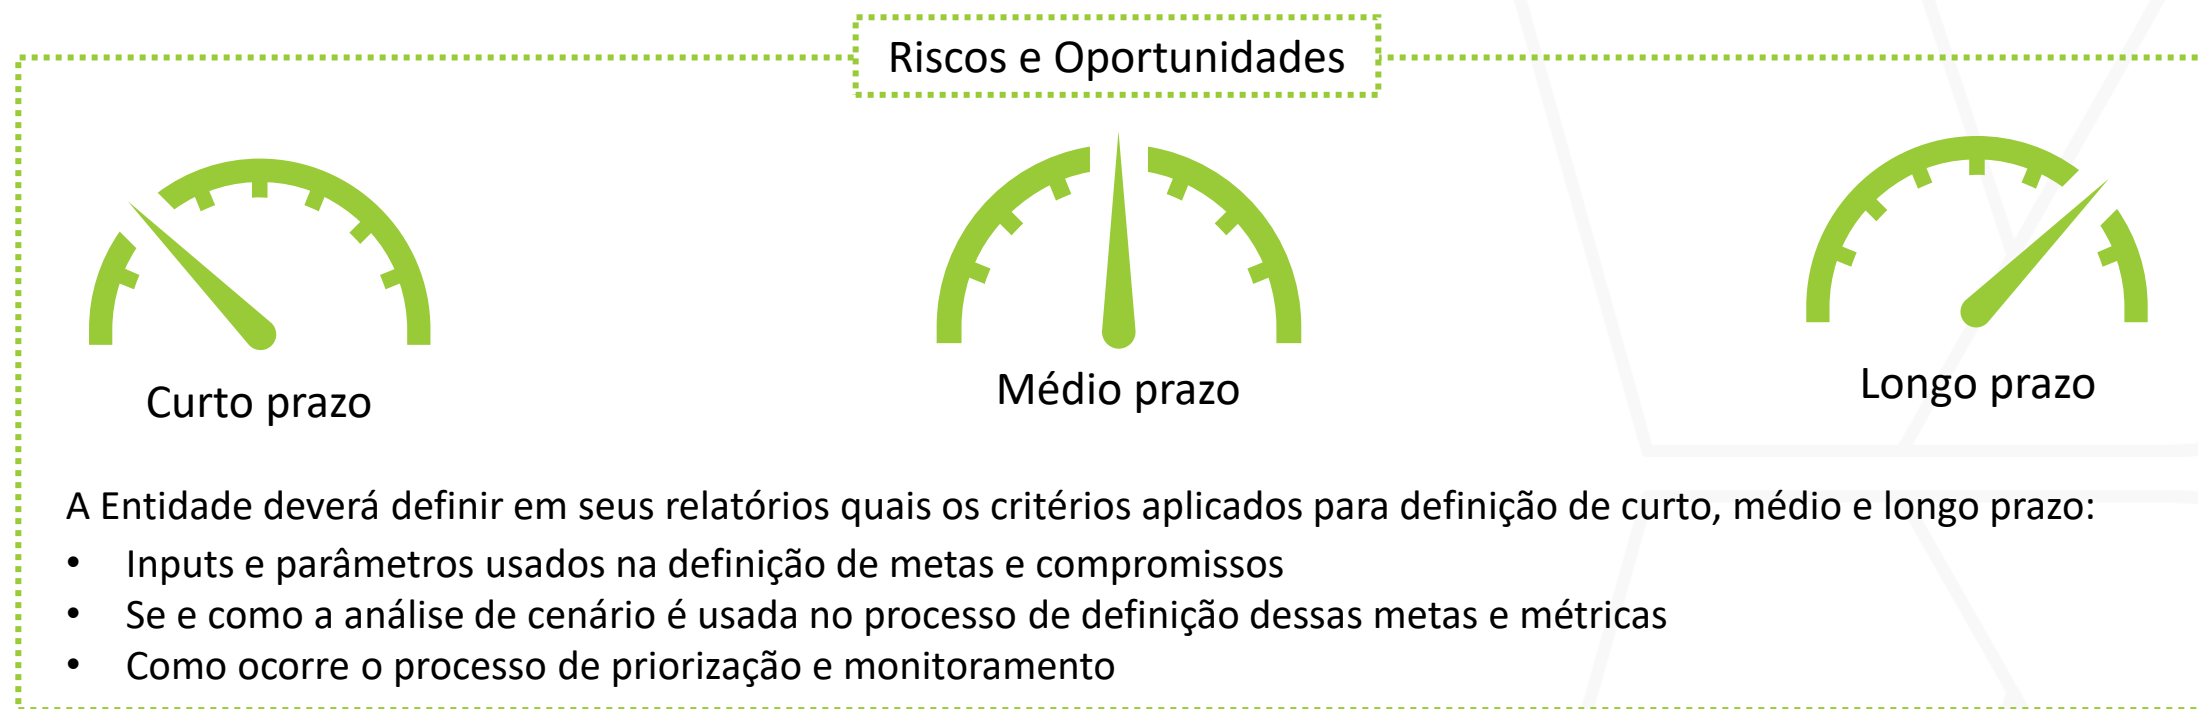 Riscos e Oportunidades
Curto prazo
Médio prazo
Longo prazo
A Entidade deverá definir em seus relatórios quais os critérios aplicados para definição de curto, médio e longo prazo:
• Inputs e parâmetros usados na definição de metas e compromissos
• Se e como a análise de cenário é usada no processo de definição dessas metas e métricas
• Como ocorre o processo de priorização e monitoramento